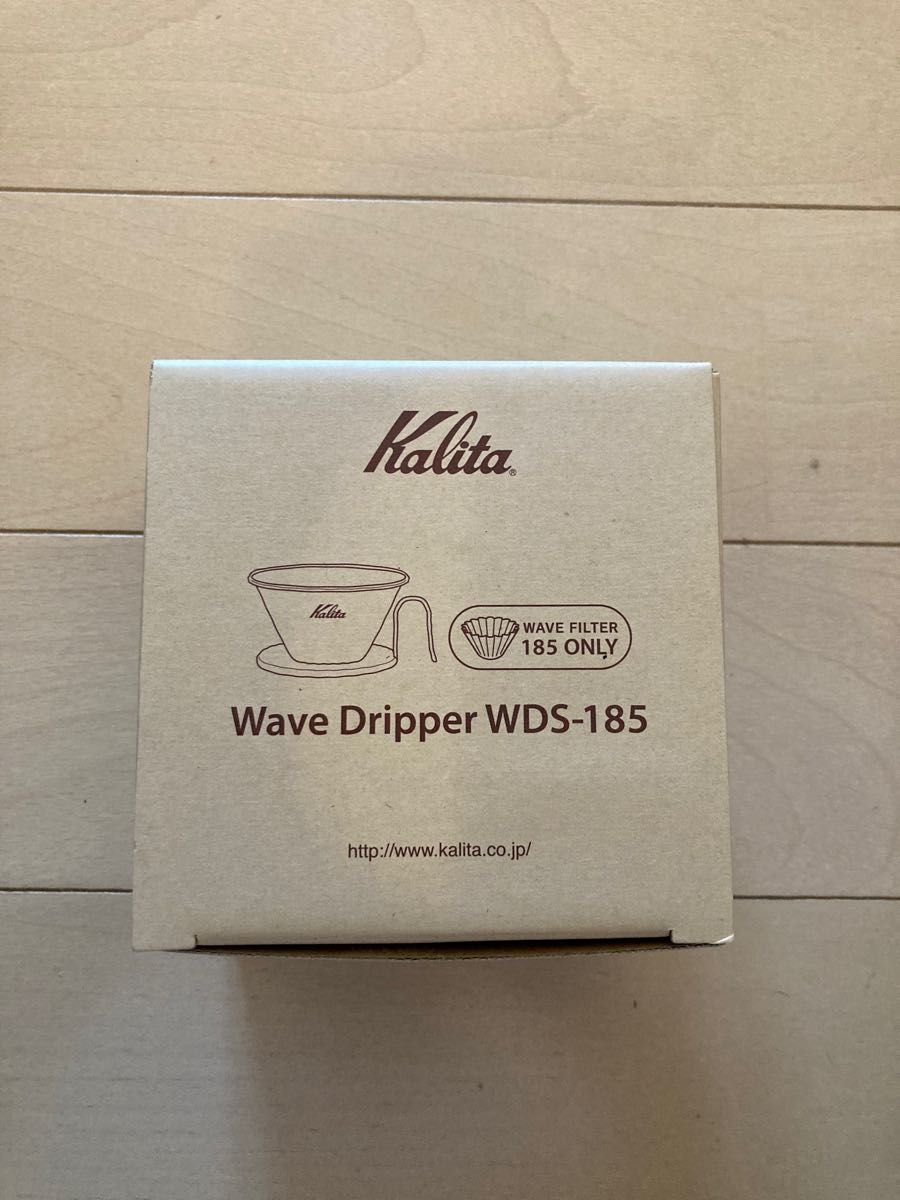 Kalita®
Kalita
WAVE FILTER
185 ONLY
Wave Dripper WDS-185
http://www.kalita.co.jp/